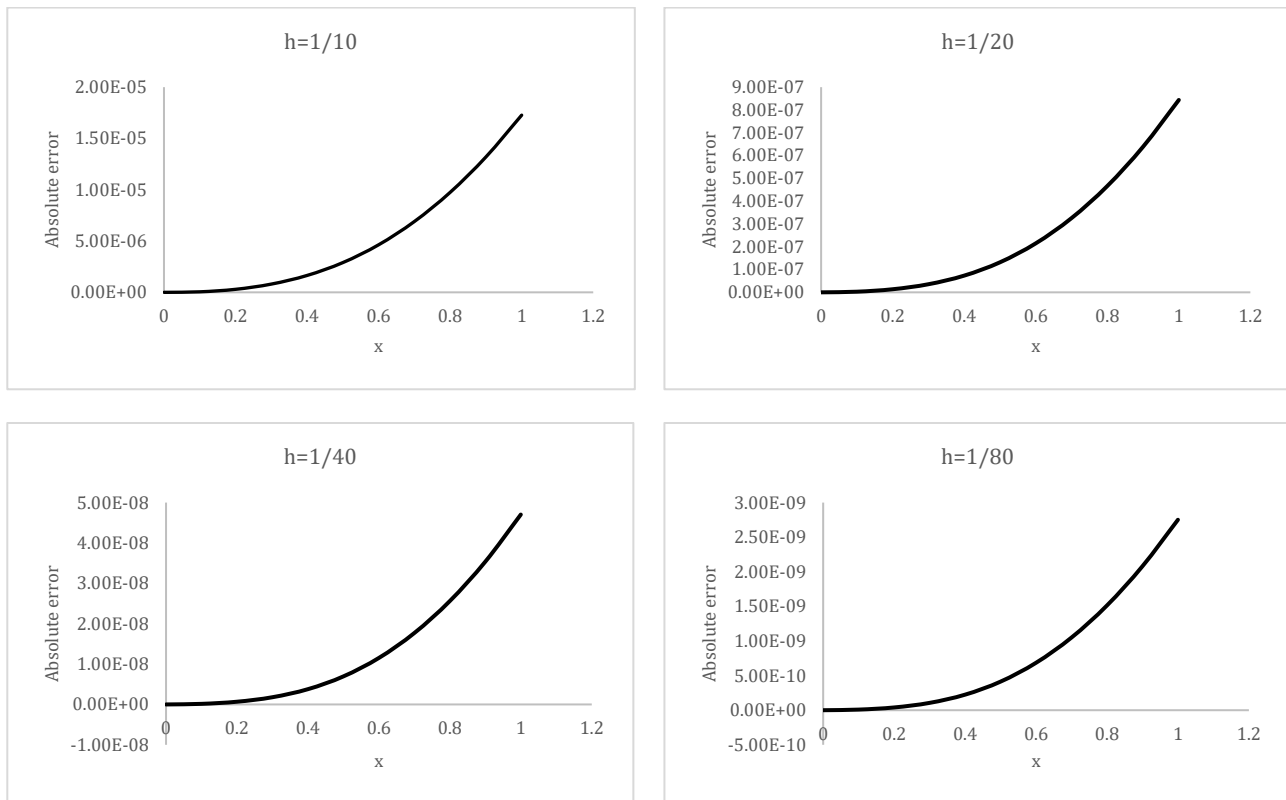 h=1/10
2.00E-05
1.50E-05
1.00E-05
5.00E-06
0.00E+00
0 0.2 0.4 0.6 0.8 1 1.2
Absolute error
x
h=1/20
9.00E-07
8.00E-07
7.00E-07
6.00E-07
5.00E-07
4.00E-07
3.00E-07
2.00E-07
1.00E-07
0.00E+00
0 0.2 0.4 0.6 0.8 1 1.2
Absolute error
x
h=1/40
5.00E-08
4.00E-08
3.00E-08
2.00E-08
1.00E-08
0.00E+00
-1.00E-08
0 0.2 0.4 0.6 0.8 1 1.2
Absolute error
x
h=1/80
3.00E-09
2.50E-09
2.00E-09
1.50E-09
1.00E-09
5.00E-10
0.00E+00
-5.00E-10
0 0.2 0.4 0.6 0.8 1 1.2
Absolute error
x